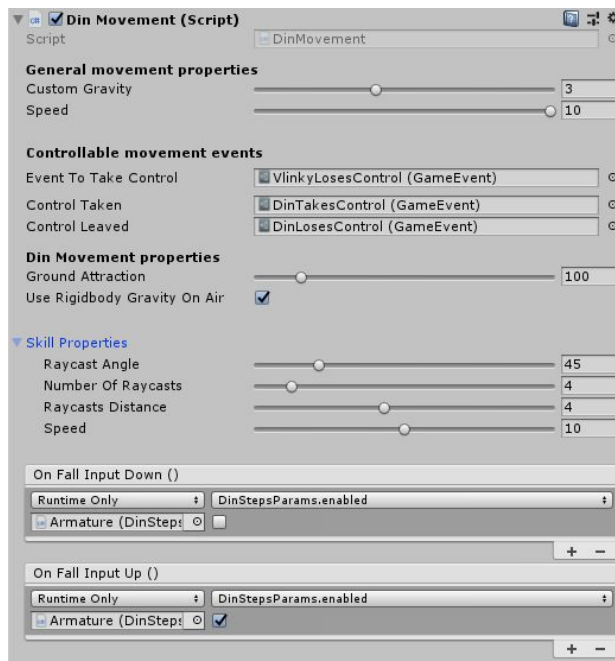 Din Movement (Script)
Script DinMovement
General movement properties
Custom Gravity 3
Speed 10
Controllable movement events
Event To Take Control VlinkyLosesControl (GameEvent)
Control Taken DinTakesControl (GameEvent)
Control Leaved DinLosesControl (GameEvent)
Din Movement properties
Ground Attraction 100
Use Rigidbody Gravity On Air
Skill Properties
Raycast Angle 45
Number Of Raycasts 4
Raycasts Distance 4
Speed 10
On Fall Input Down ()
Runtime Only DinStepsParams.enabled
Armature (DinSteps
+ −
On Fall Input Up ()
Runtime Only DinStepsParams.enabled
Armature (DinSteps
+ −